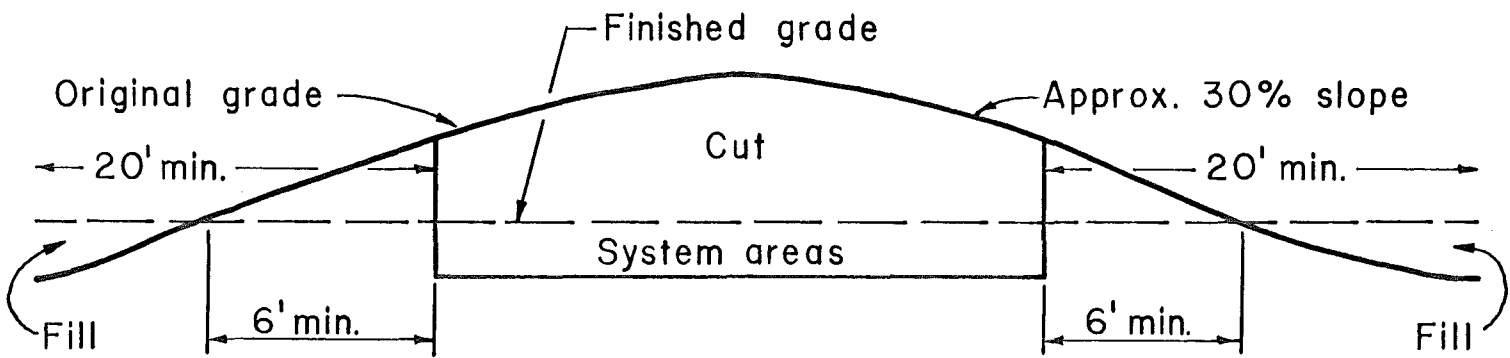 Finished grade
Original grade
Approx. 30% slope
Cut
20' min.
20' min.
System areas
6' min.
6' min.
Fill
Fill